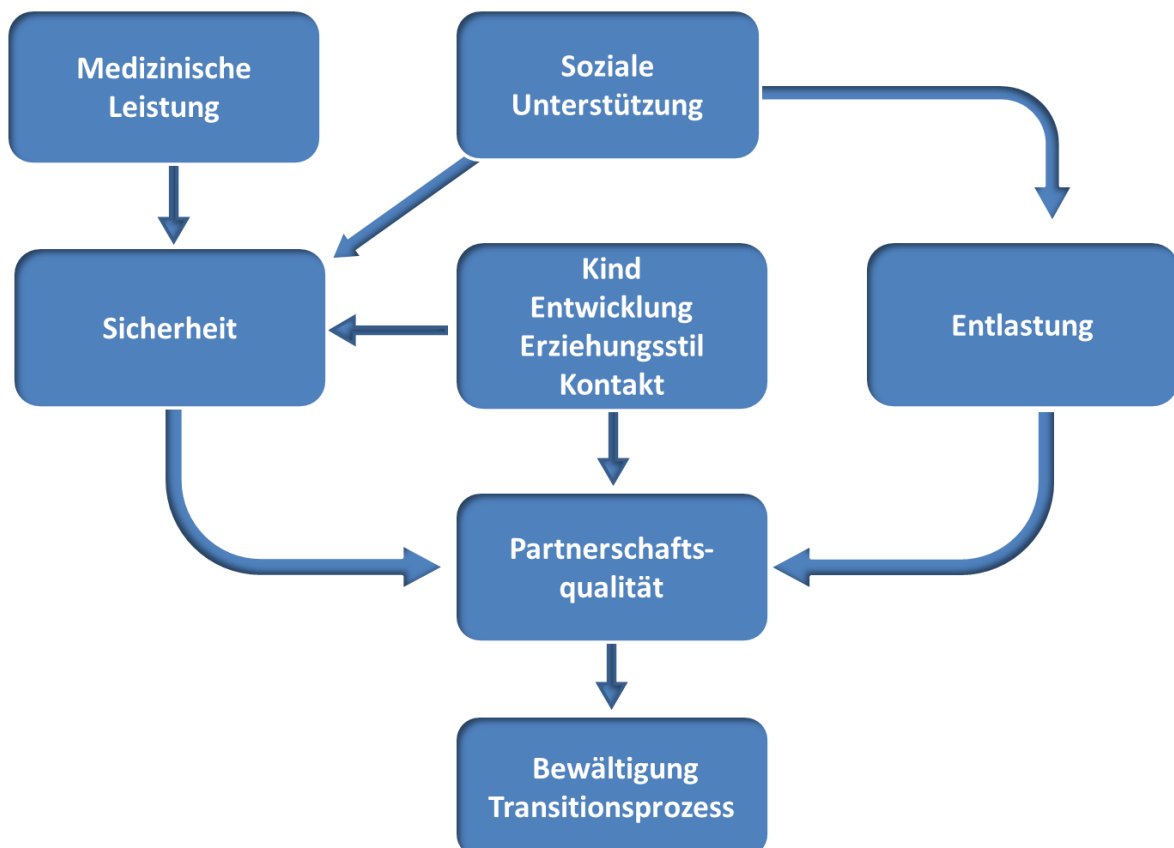 Medizinische
Leistung
Soziale
Unterstützung
Sicherheit
Kind
Entwicklung
Erziehungsstil
Kontakt
Entlastung
Partnerschafts-
qualität
Bewältigung
Transitionsprozess